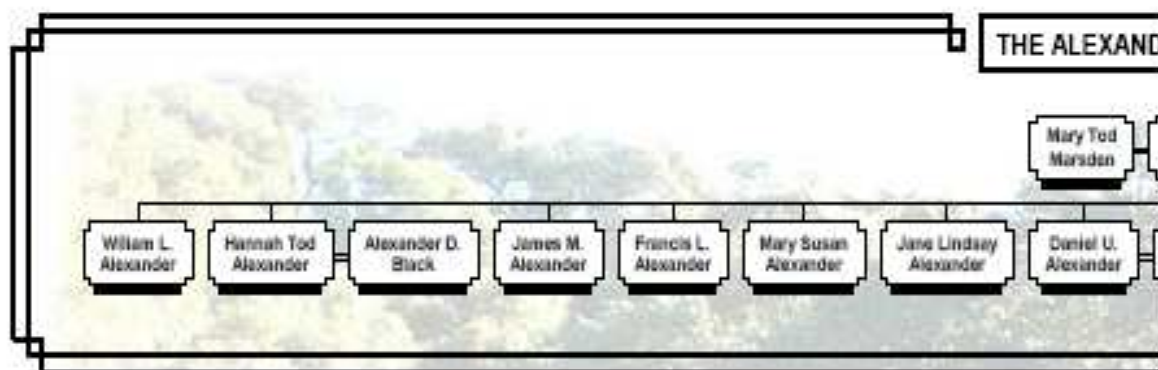 THE ALEXAND
Mary Tod
Marsden
William L.
Alexander
Hannah Tod
Alexander
Alexander D.
Black
James M.
Alexander
Francis L.
Alexander
Mary Susan
Alexander
Jane Lindsay
Alexander
Daniel U.
Alexander